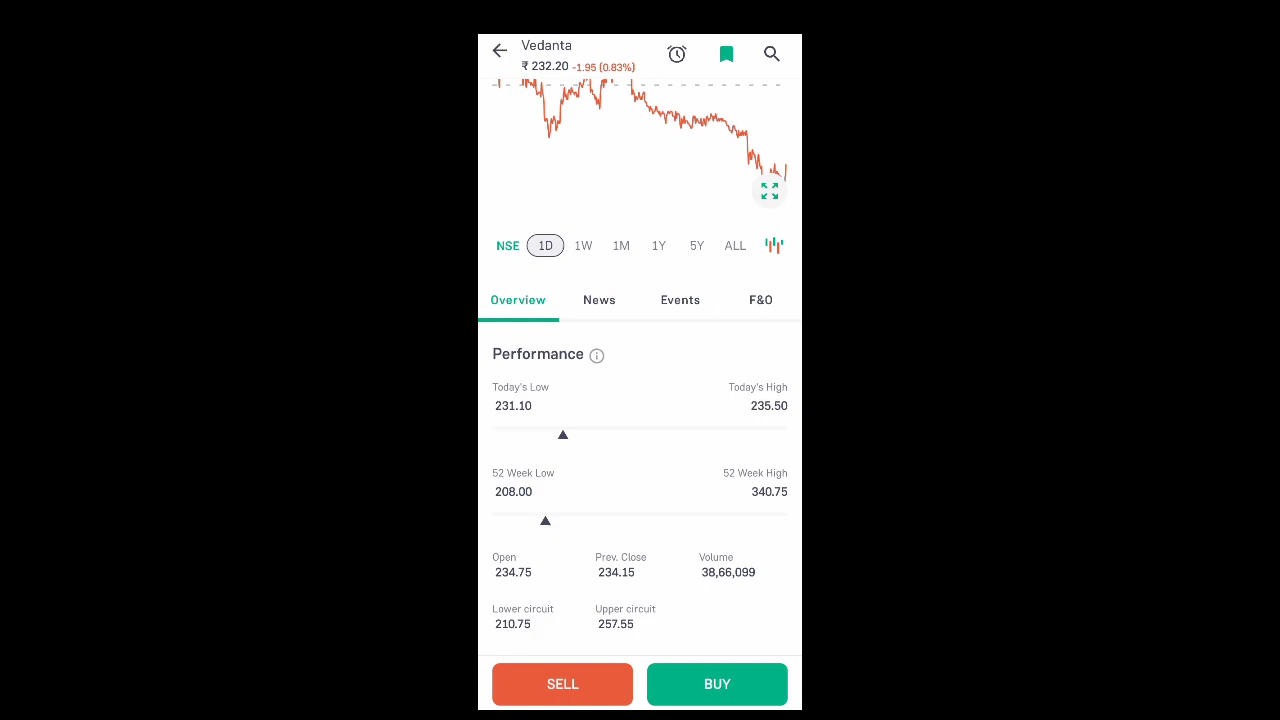 Vedanta
₹ 232.20 -1.95 (0.83%)
NSE 1D 1W 1M 1Y 5Y ALL
Overview News Events F&O
Performance
Today's Low Today's High
231.10 235.50
52 Week Low 52 Week High
208.00 340.75
Open Prev. Close Volume
234.75 234.15 38,66,099
Lower circuit Upper circuit
210.75 257.55
SELL BUY